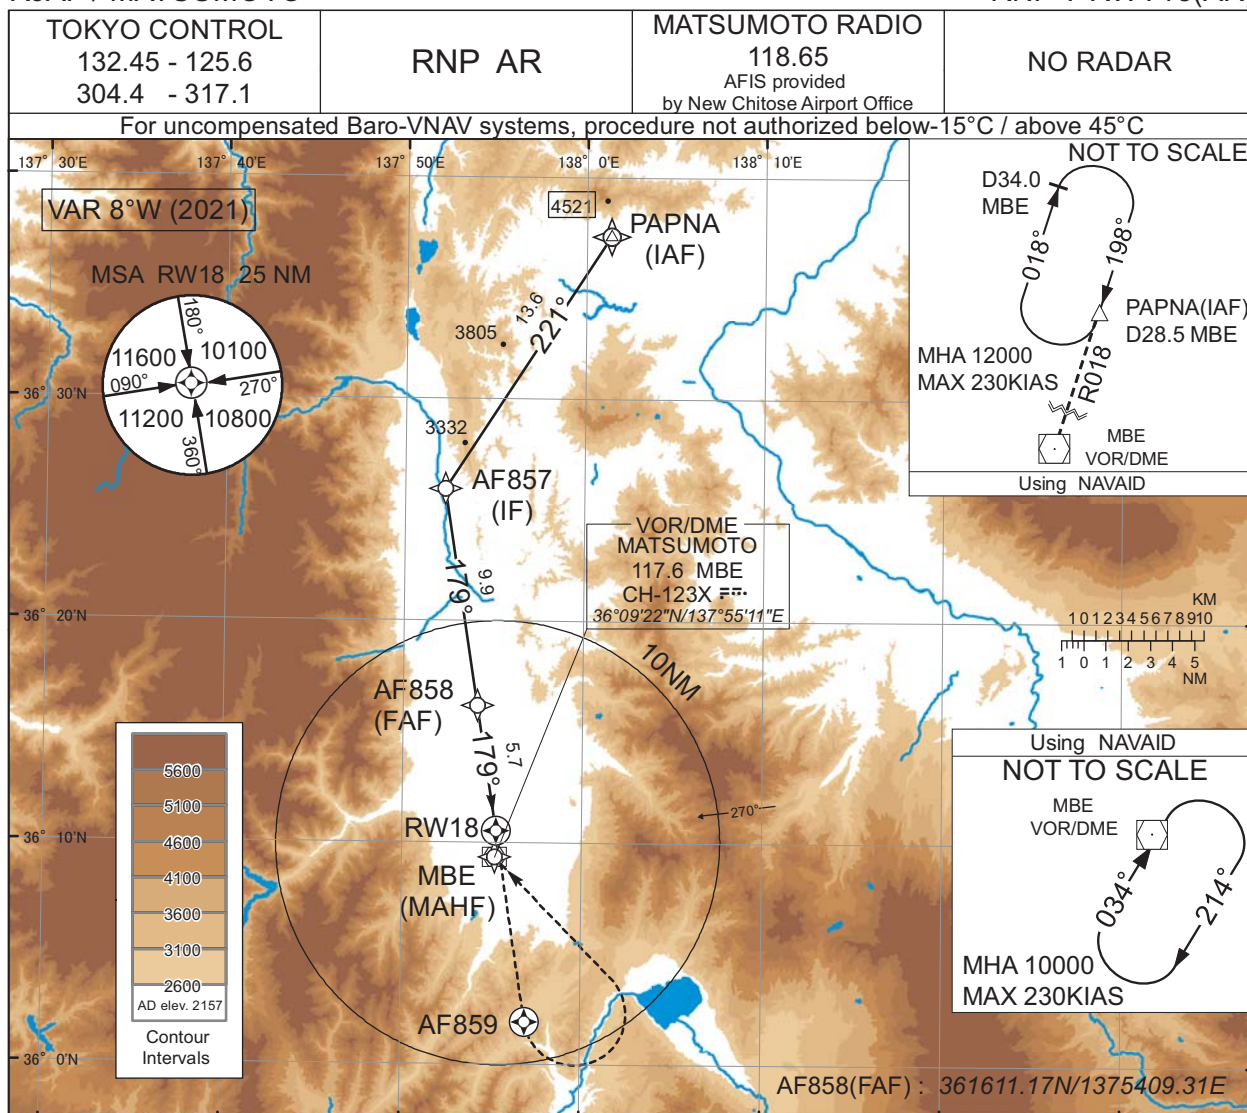 TOKYO CONTROL
132.45 - 125.6
304.4 - 317.1
RNP AR
MATSUMOTO RADIO
118.65
AFIS provided
by New Chitose Airport Office
NO RADAR
For uncompensated Baro-VNAV systems, procedure not authorized below-15°C / above 45°C
137° 30'E
137° 40'E
137° 50'E
138° 0'E
138° 10'E
VAR 8°W (2021)
MSA RW18 25 NM
180°
11600
10100
090°
270°
11200
10800
360°
4521
PAPNA
(IAF)
13.6
221°
3805
3332
36° 30'N
AF857
(IF)
179°
9.9
VOR/DME
MATSUMOTO
117.6 MBE
CH-123X
36°09'22"N/137°55'11"E
36° 20'N
10NM
AF858
(FAF)
179°
5.7
270°
RW18
36° 10'N
MBE
(MAHF)
AF859
36° 0'N
NOT TO SCALE
D34.0
MBE
018°
198°
PAPNA(IAF)
D28.5 MBE
MHA 12000
MAX 230KIAS
R018
MBE
VOR/DME
Using NAVAID
KM
1 0 1 2 3 4 5 6 7 8 9 10
1 0 1 2 3 4 5
NM
Using NAVAID
NOT TO SCALE
MBE
VOR/DME
034°
214°
MHA 10000
MAX 230KIAS
5600
5100
4600
4100
3600
3100
2600
AD elev. 2157
Contour
Intervals
AF858(FAF) : 361611.17N/1375409.31E